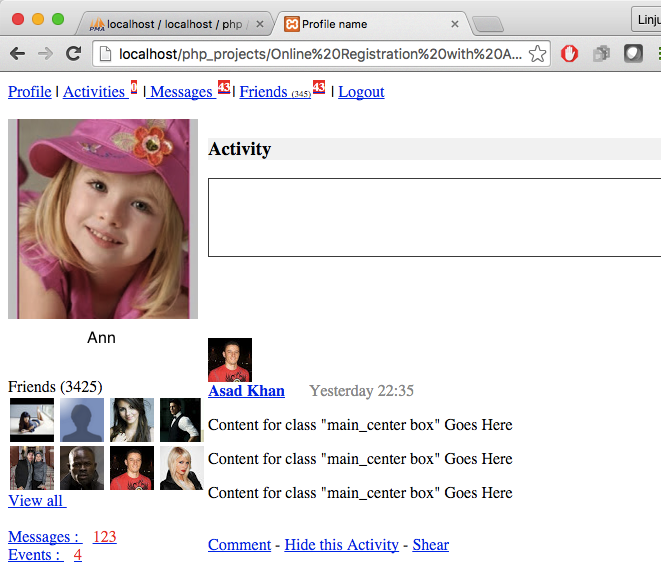 localhost / localhost / php /
Profile name
Linju
localhost/php_projects/Online%20Registration%20with%20A...
Profile | Activities 0 | Messages 43 | Friends (345) 43 | Logout
Activity
Ann
Asad Khan Yesterday 22:35
Friends (3425)
Content for class "main_center box" Goes Here
Content for class "main_center box" Goes Here
Content for class "main_center box" Goes Here
View all
Messages : 123
Events : 4
Comment - Hide this Activity - Shear